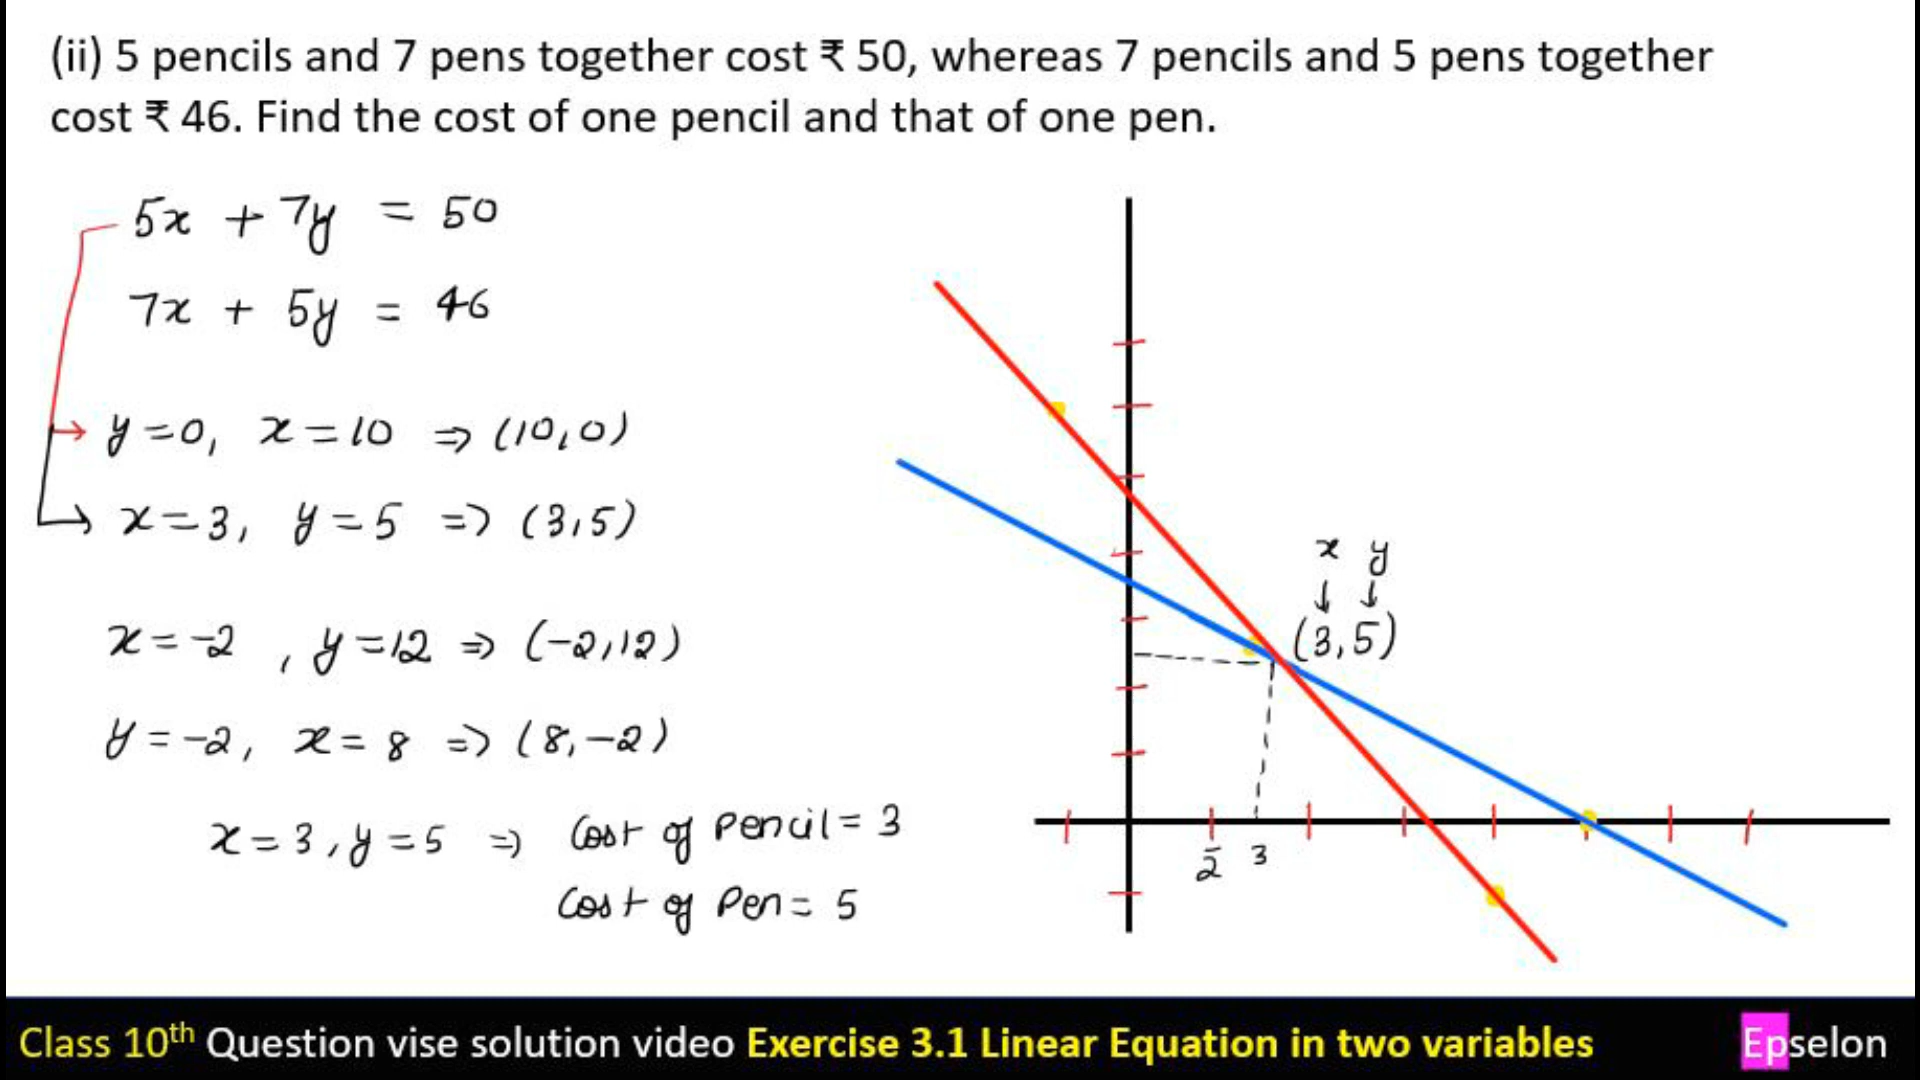 (ii) 5 pencils and 7 pens together cost ₹ 50, whereas 7 pencils and 5 pens together
cost ₹ 46. Find the cost of one pencil and that of one pen.
5x + 7y = 50
7x + 5y = 46
y=0, x=10 ⇒ (10,0)
x=3, y=5 => (3,5)
x=-2, y=12 ⇒ (-2,12)
y=-2, x=8 => (8,-2)
x=3, y=5 => Cost of Pencil = 3
Cost of Pen = 5
x y
↓ ↓
(3,5)
2 3
Class 10th Question vise solution video Exercise 3.1 Linear Equation in two variables
Epselon